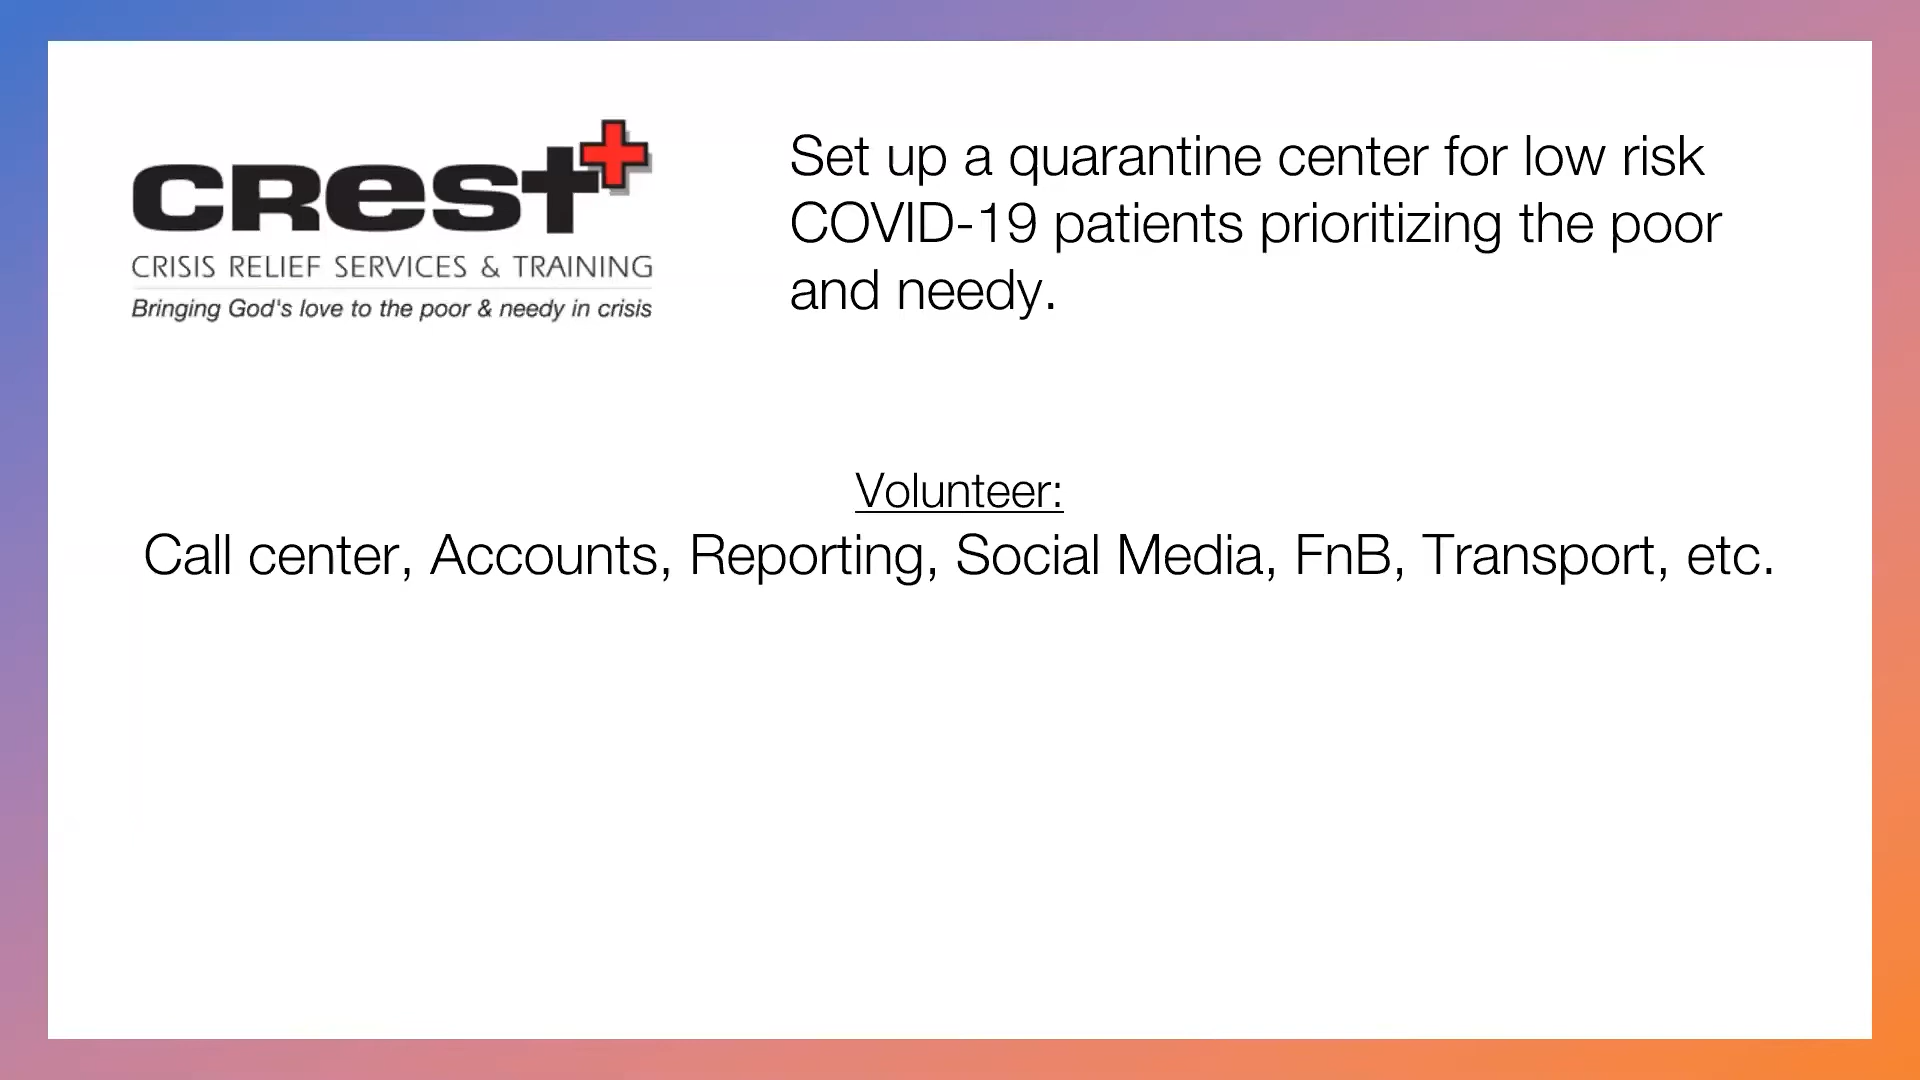 crest
CRISIS RELIEF SERVICES & TRAINING
Bringing God's love to the poor & needy in crisis
Set up a quarantine center for low risk
COVID-19 patients prioritizing the poor
and needy.
Volunteer:
Call center, Accounts, Reporting, Social Media, FnB, Transport, etc.